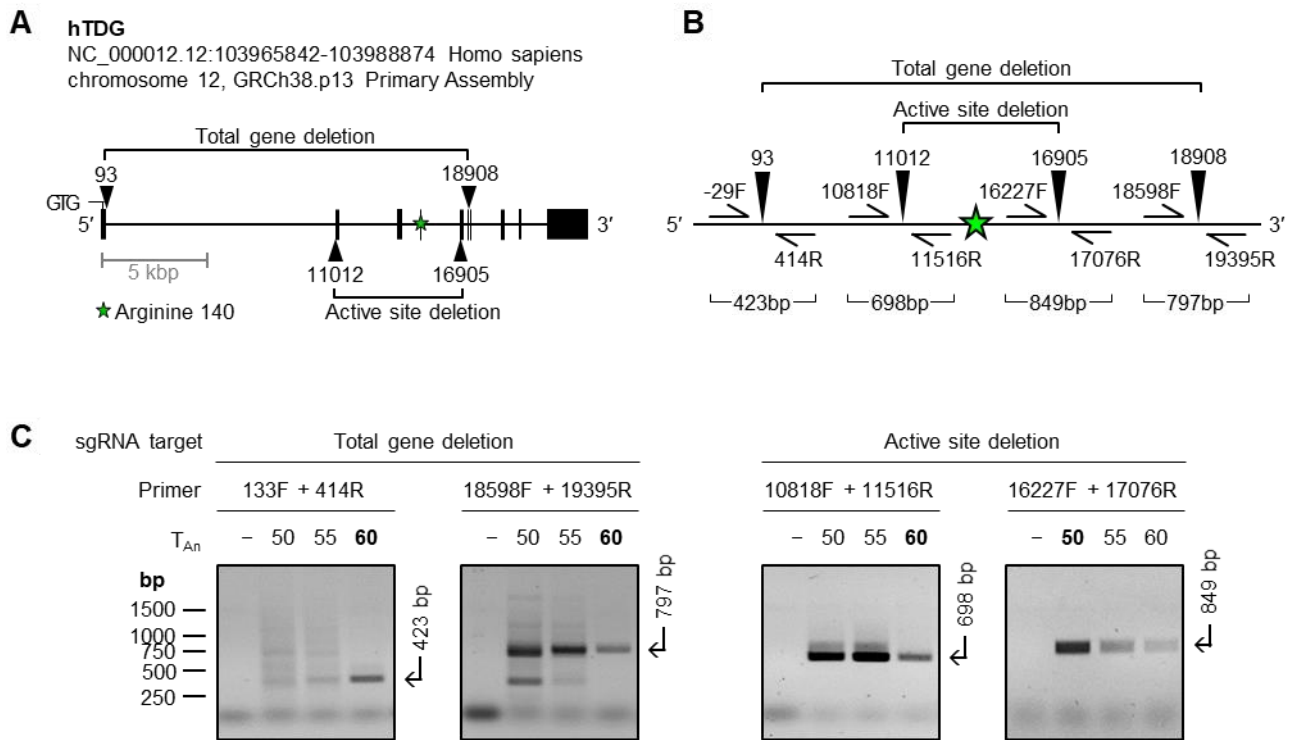 A
hTDG
NC_000012.12:103965842-103988874 Homo sapiens
chromosome 12, GRCh38.p13 Primary Assembly
Total gene deletion
93
18908
GTG
5′
3′
5 kbp
11012
16905
Arginine 140
Active site deletion
B
Total gene deletion
Active site deletion
93
11012
16905
18908
-29F
10818F
16227F
18598F
5′
3′
414R
11516R
17076R
19395R
423bp
698bp
849bp
797bp
C
sgRNA target
Total gene deletion
Active site deletion
Primer
133F + 414R
18598F + 19395R
10818F + 11516R
16227F + 17076R
TAn
– 50 55 60
– 50 55 60
– 50 55 60
– 50 55 60
bp
1500
1000
750
500
250
423 bp
797 bp
698 bp
849 bp